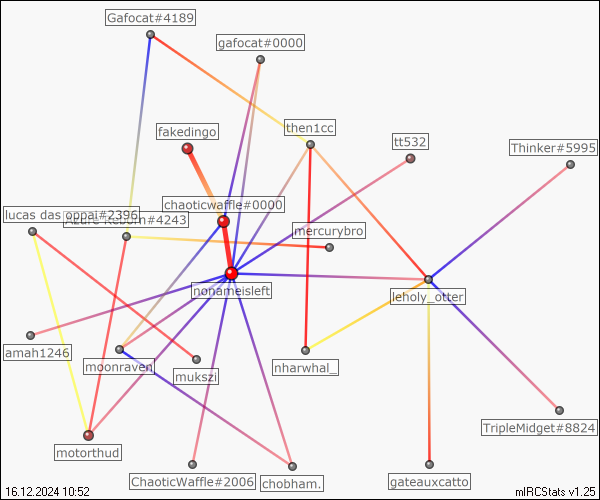 Gafocat#4189
gafocat#0000
fakedingo
then1cc
tt532
Thinker#5995
chaoticwaffle#0000
lucas das oppai#2396
Azure Reborn#4243
mercurybro
nonameisleft
leholy_otter
amah1246
moonraven
mukszi
nharwhal_
motorthud
TripleMidget#8824
ChaoticWaffle#2006
chobham.
gateauxcatto
16.12.2024 10:52
mIRCStats v1.25